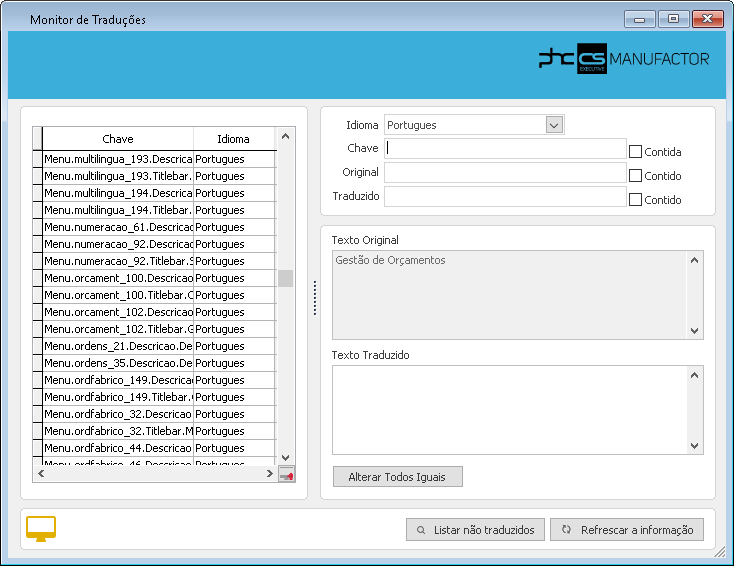 Monitor de Traduções
phc CS EXECUTIVE MANUFACTOR
Chave Idioma
Menu.multilingua_193.Descrica Portugues
Menu.multilingua_193.Titlebar. Portugues
Menu.multilingua_194.Descrica Portugues
Menu.multilingua_194.Titlebar. Portugues
Menu.numeracao_61.Descricao Portugues
Menu.numeracao_92.Descricao Portugues
Menu.numeracao_92.Titlebar.S Portugues
Menu.orcament_100.Descricao Portugues
Menu.orcament_100.Titlebar.C Portugues
Menu.orcament_102.Descricao Portugues
Menu.orcament_102.Titlebar.G Portugues
Menu.ordens_21.Descricao.De Portugues
Menu.ordens_35.Descricao.De Portugues
Menu.ordfabrico_149.Descrica Portugues
Menu.ordfabrico_149.Titlebar. Portugues
Menu.ordfabrico_32.Descricao Portugues
Menu.ordfabrico_32.Titlebar.M Portugues
Menu.ordfabrico_44.Descricao Portugues
Menu.ordfabrico_46.Descricao Portugues
Idioma Portugues
Chave Contida
Original Contido
Traduzido Contido
Texto Original
Gestão de Orçamentos
Texto Traduzido
Alterar Todos Iguais
Listar não traduzidos Refrescar a informação